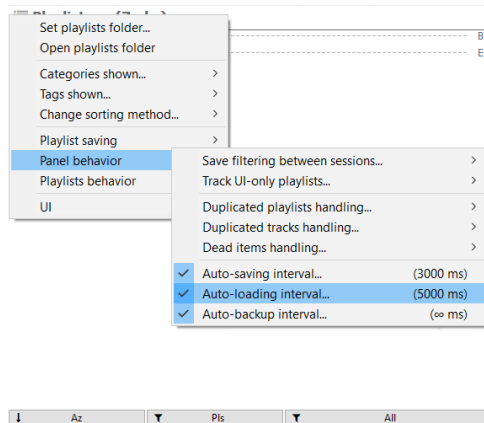 Set playlists folder...
Open playlists folder
Categories shown...
Tags shown...
Change sorting method...
Playlist saving
Panel behavior
Playlists behavior
UI
Save filtering between sessions...
Track UI-only playlists...
Duplicated playlists handling...
Duplicated tracks handling...
Dead items handling...
Auto-saving interval... (3000 ms)
Auto-loading interval... (5000 ms)
Auto-backup interval... (∞ ms)
B
E
Az Pls All